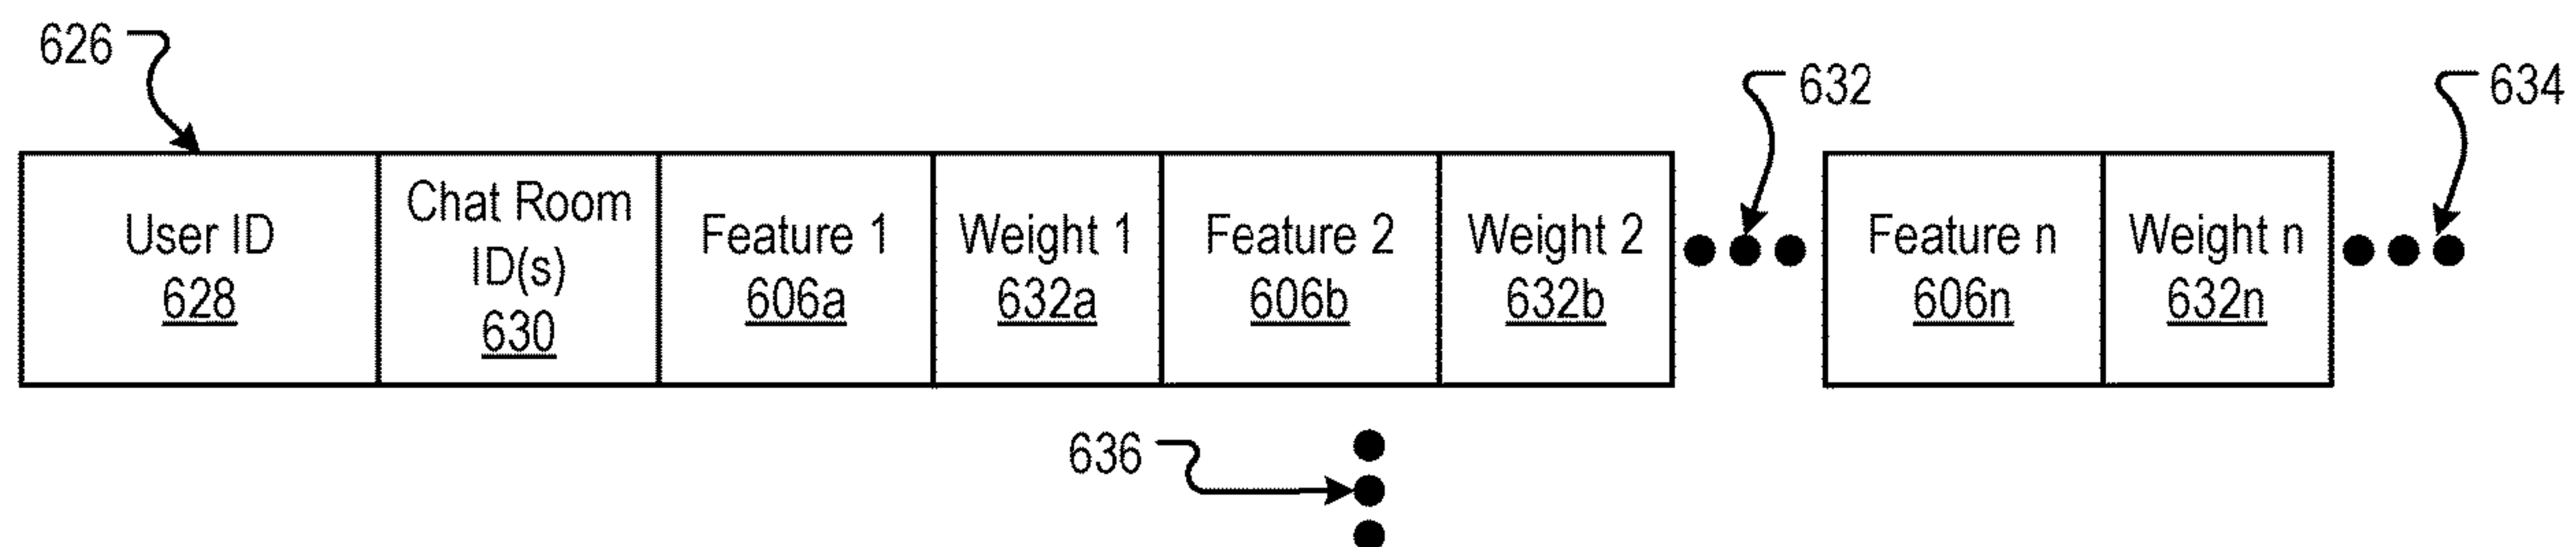 626
632
634
User ID
628
Chat Room
ID(s)
630
Feature 1
606a
Weight 1
632a
Feature 2
606b
Weight 2
632b
Feature n
606n
Weight n
632n
636